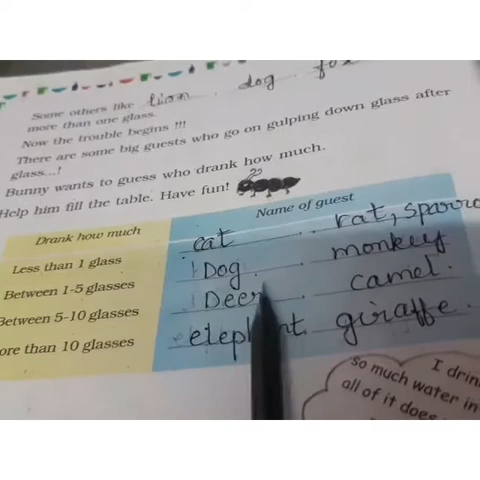 Some others like lion . dog . fox
more than one glass.
Now the trouble begins !!!
There are some big guests who go on gulping down glass after
glass...!
Bunny wants to guess who drank how much.
Help him fill the table. Have fun!
Drank how much Name of guest
Less than 1 glass cat . rat, sparro
Between 1-5 glasses Dog . monkey
Between 5-10 glasses Deer . camel.
ore than 10 glasses elephent giraffe.
I drin
so much water in
all of it does